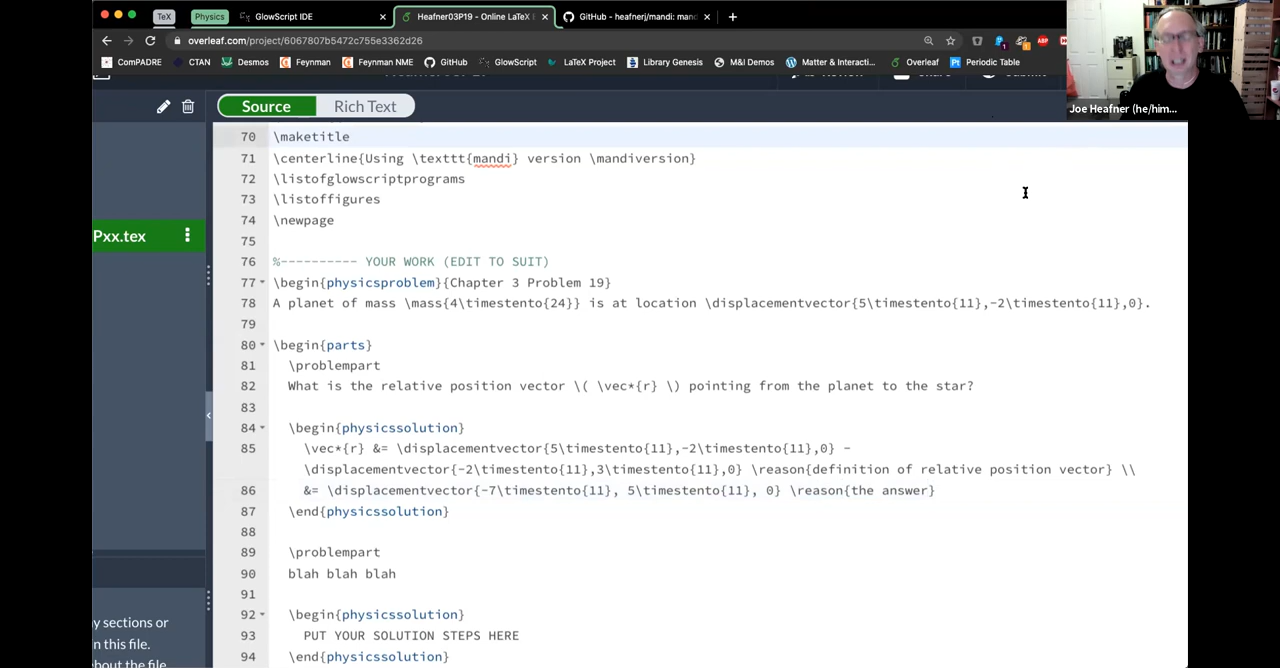 TeX Physics GlowScript IDE Heafner03P19 - Online LaTeX E GitHub - heafnerj/mandi: mand
overleaf.com/project/6067807b5472c755e3362d26
ComPADRE CTAN Desmos Feynman Feynman NME GitHub GlowScript LaTeX Project Library Genesis M&I Demos Matter & Interacti... Overleaf Periodic Table
Joe Heafner (he/him...
Source Rich Text
Pxx.tex
70 \maketitle
71 \centerline{Using \texttt{mandi} version \mandiversion}
72 \listofglowscriptprograms
73 \listoffigures
74 \newpage
75
76 %---------- YOUR WORK (EDIT TO SUIT)
77 \begin{physicsproblem}{Chapter 3 Problem 19}
78 A planet of mass \mass{4\timestento{24}} is at location \displacementvector{5\timestento{11},-2\timestento{11},0}.
79
80 \begin{parts}
81 \problempart
82 What is the relative position vector \( \vec*{r} \) pointing from the planet to the star?
83
84 \begin{physicssolution}
85 \vec*{r} &= \displacementvector{5\timestento{11},-2\timestento{11},0} -
\displacementvector{-2\timestento{11},3\timestento{11},0} \reason{definition of relative position vector} \\
86 &= \displacementvector{-7\timestento{11}, 5\timestento{11}, 0} \reason{the answer}
87 \end{physicssolution}
88
89 \problempart
90 blah blah blah
91
92 \begin{physicssolution}
93 PUT YOUR SOLUTION STEPS HERE
94 \end{physicssolution}
y sections or
n this file.
bout the file